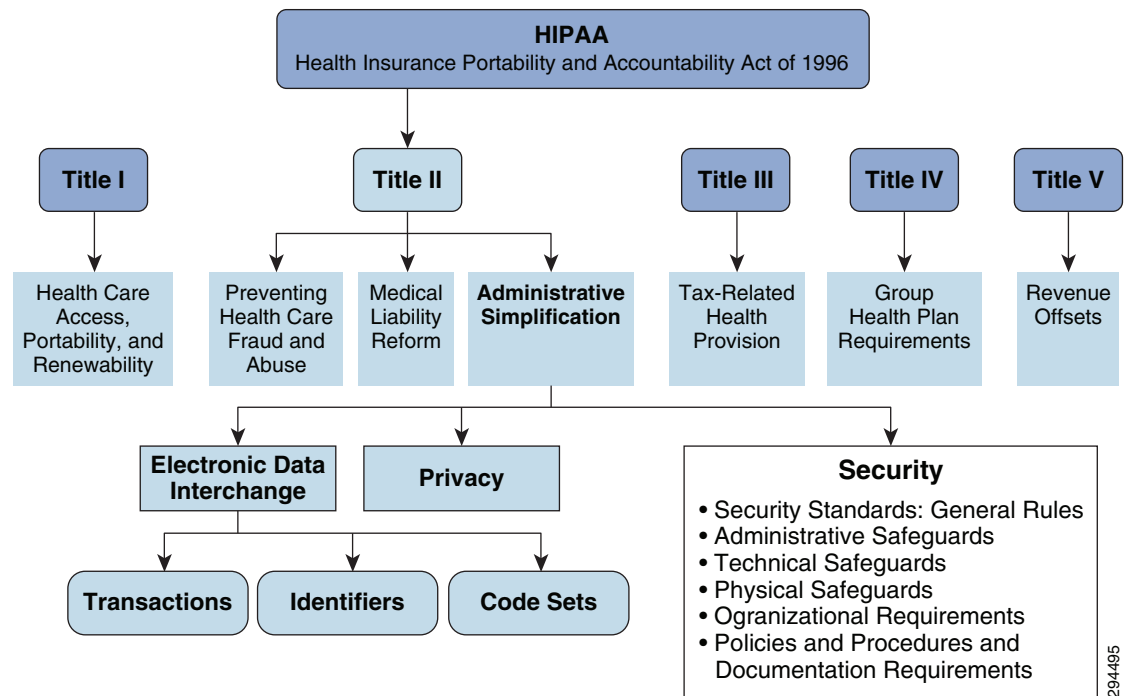 HIPAA
Health Insurance Portability and Accountability Act of 1996
Title I
Title II
Title III
Title IV
Title V
Health Care
Access,
Portability, and
Renewability
Preventing
Health Care
Fraud and
Abuse
Medical
Liability
Reform
Administrative
Simplification
Tax-Related
Health
Provision
Group
Health Plan
Requirements
Revenue
Offsets
Electronic Data
Interchange
Privacy
Transactions
Identifiers
Code Sets
Security
• Security Standards: General Rules
• Administrative Safeguards
• Technical Safeguards
• Physical Safeguards
• Ogranizational Requirements
• Policies and Procedures and
Documentation Requirements
294495